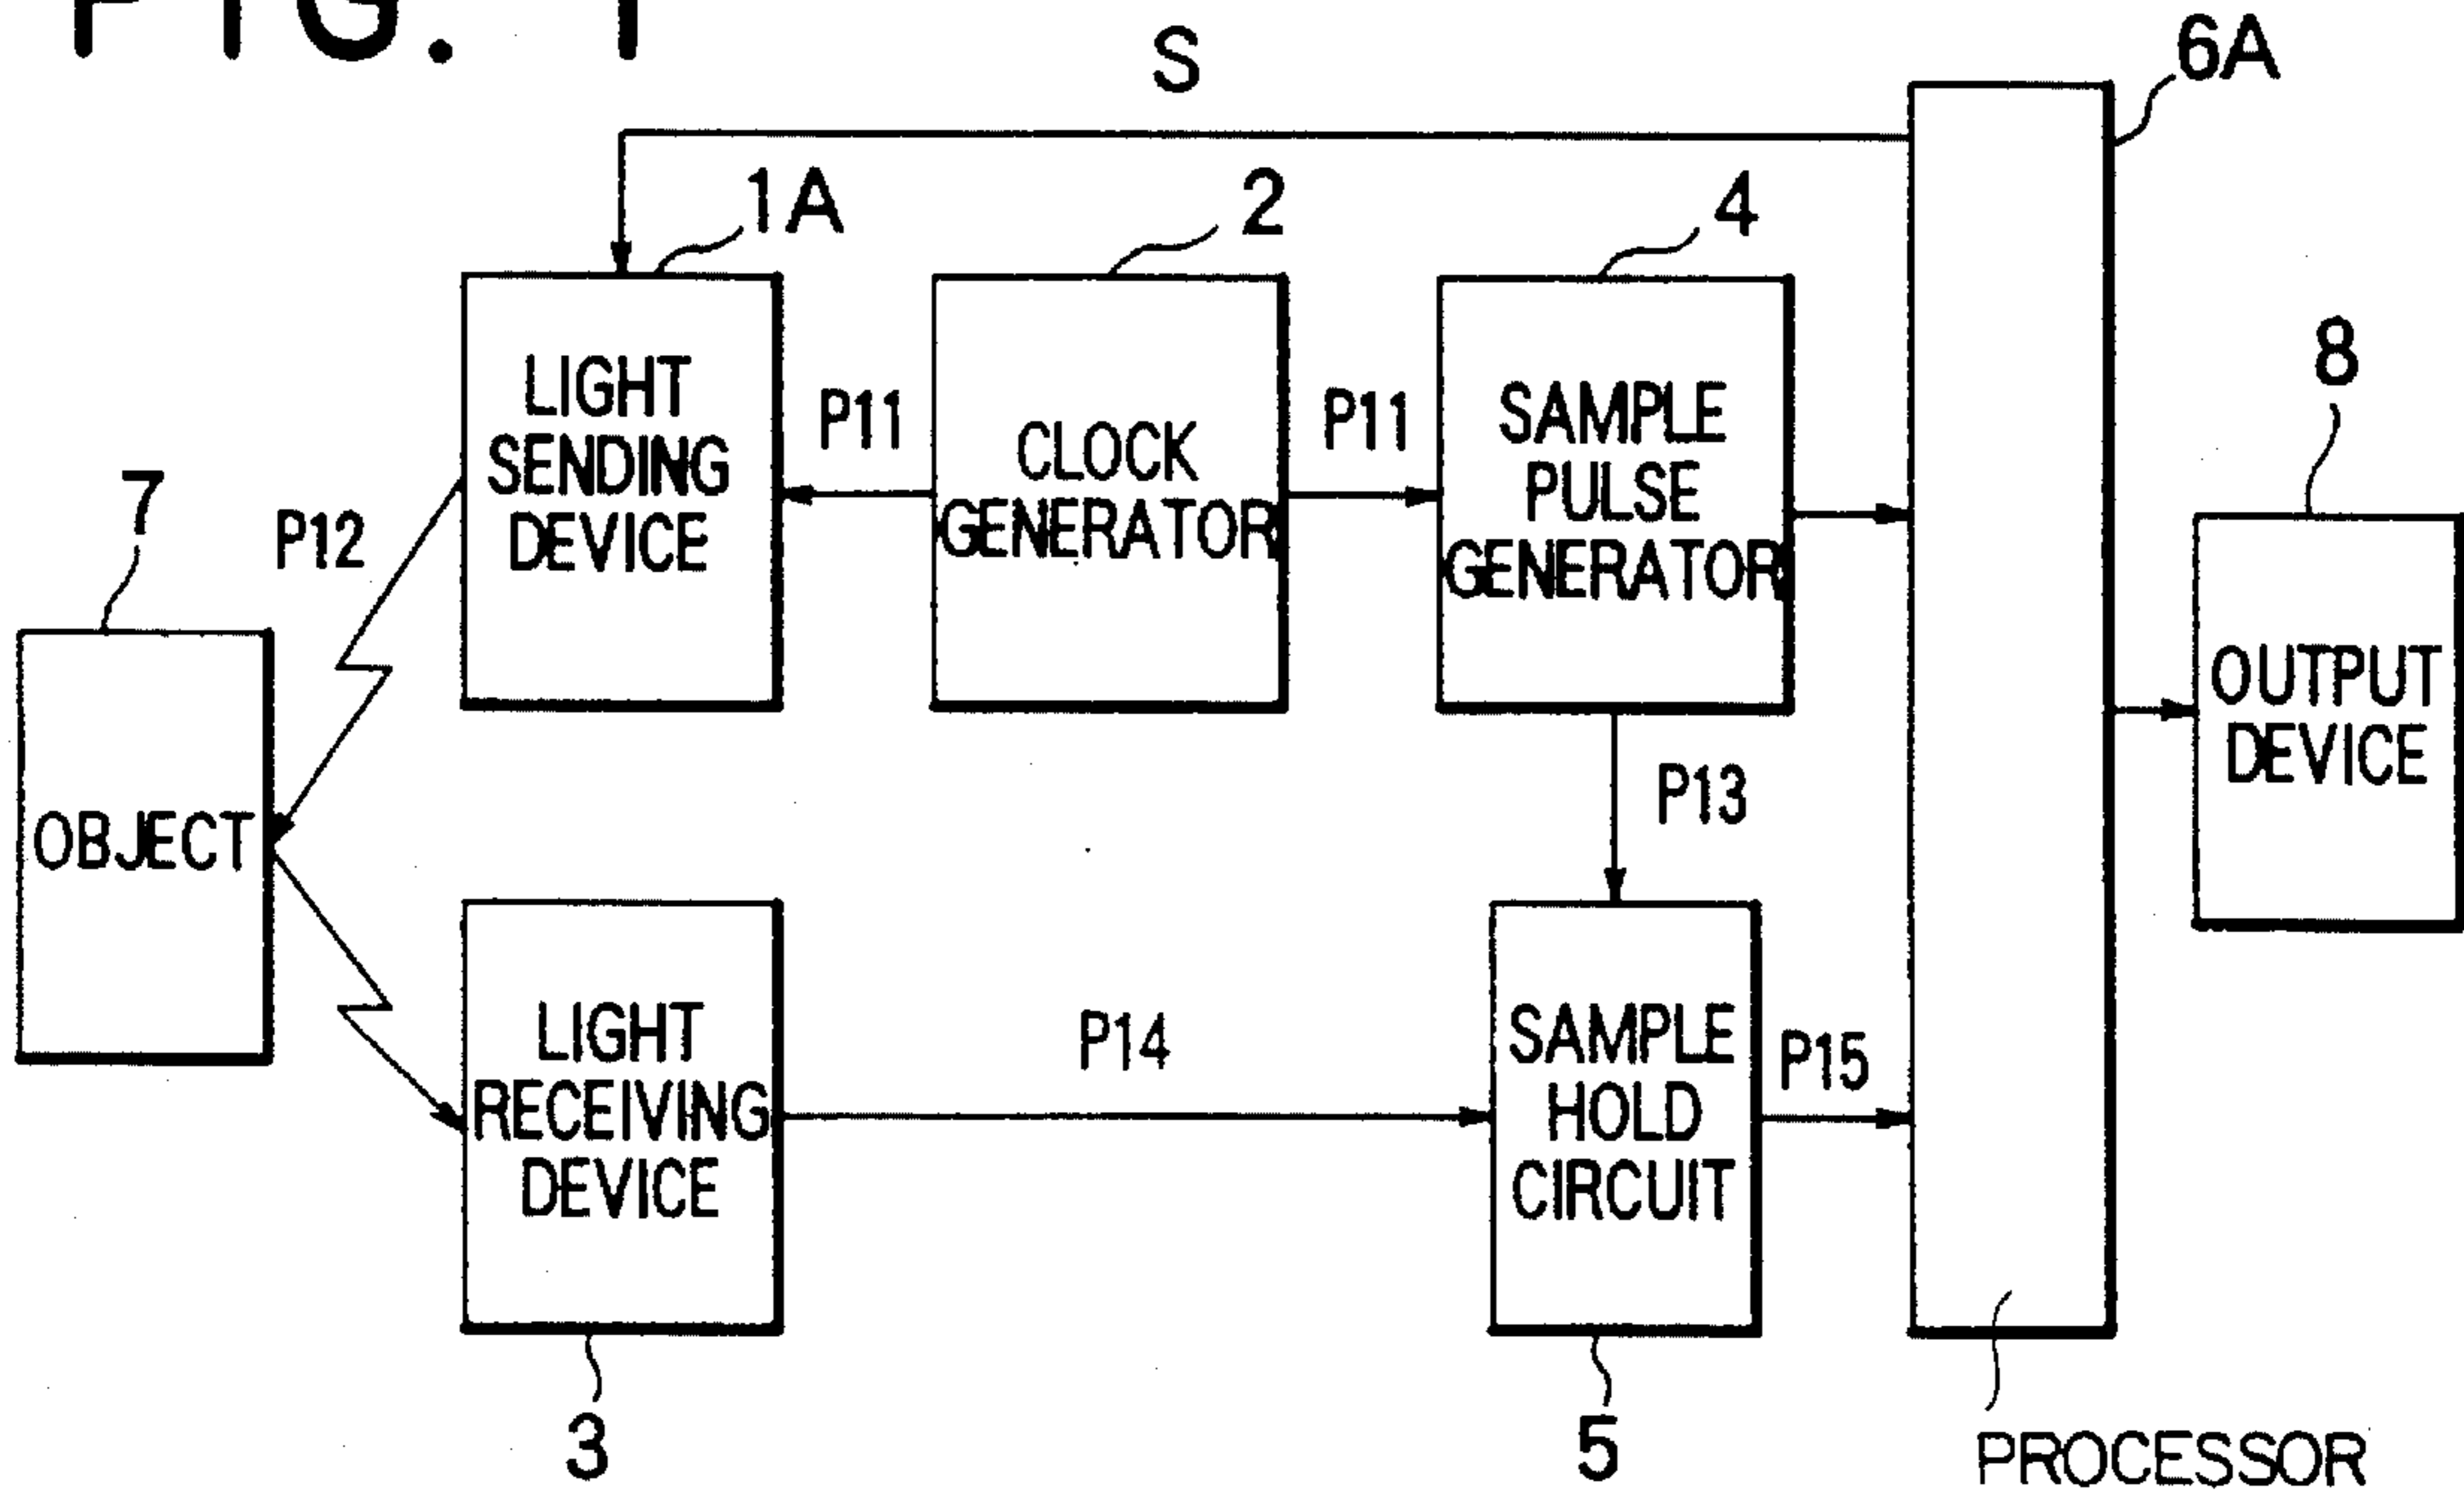 FIG. 1
S
6A
1A
2
4
8
7
P12
LIGHT
SENDING
DEVICE
P11
CLOCK
GENERATOR
P11
SAMPLE
PULSE
GENERATOR
OUTPUT
DEVICE
P13
OBJECT
LIGHT
RECEIVING
DEVICE
P14
SAMPLE
HOLD
CIRCUIT
P15
3
5
PROCESSOR